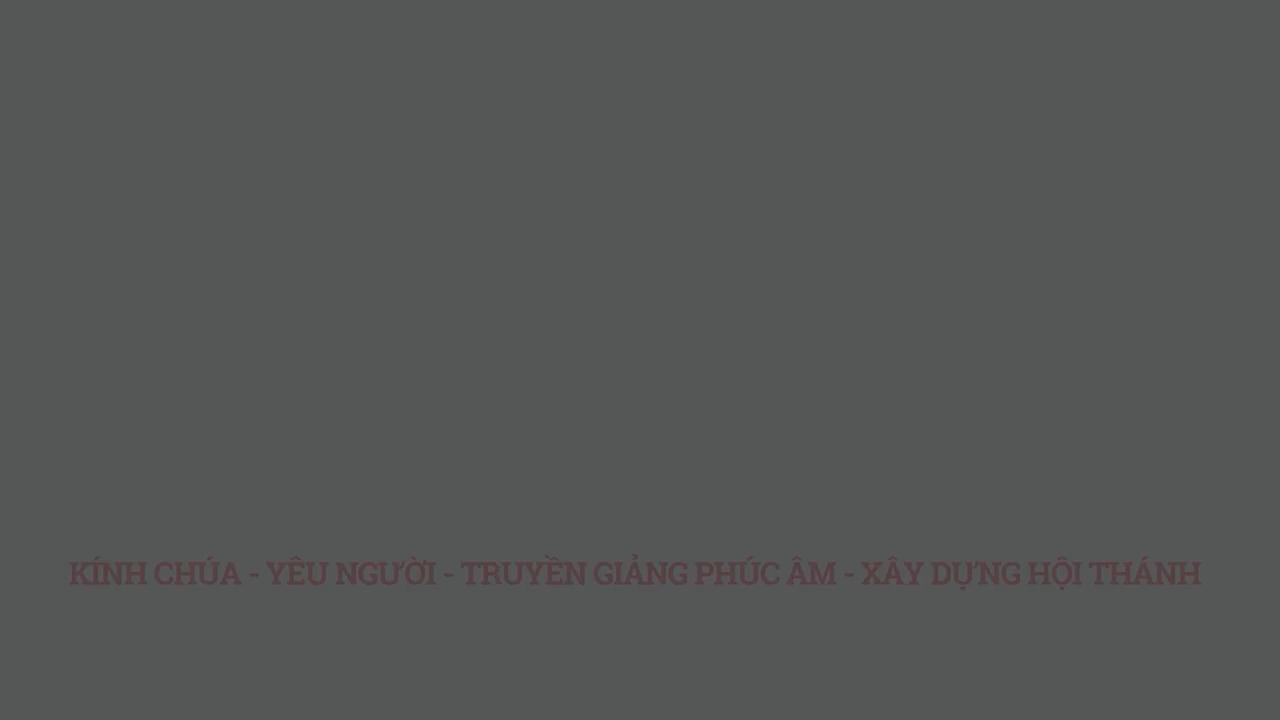 KÍNH CHÚA - YÊU NGƯỜI - TRUYỀN GIẢNG PHÚC ÂM - XÂY DỰNG HỘI THÁNH